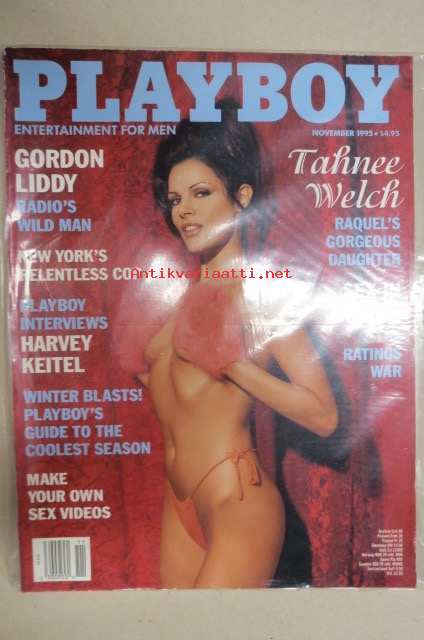 PLAYBOY
ENTERTAINMENT FOR MEN
NOVEMBER 1995 • $4.95
GORDON
LIDDY
RADIO'S
WILD MAN
NEW YORK'S
RELENTLESS
PLAYBOY
INTERVIEWS
HARVEY
KEITEL
WINTER BLASTS!
PLAYBOY'S
GUIDE TO THE
COOLEST SEASON
MAKE
YOUR OWN
SEX VIDEOS
Tahnee
Welch
RAQUEL'S
GORGEOUS
DAUGHTER
RATINGS
WAR
Antikvariaatti.net